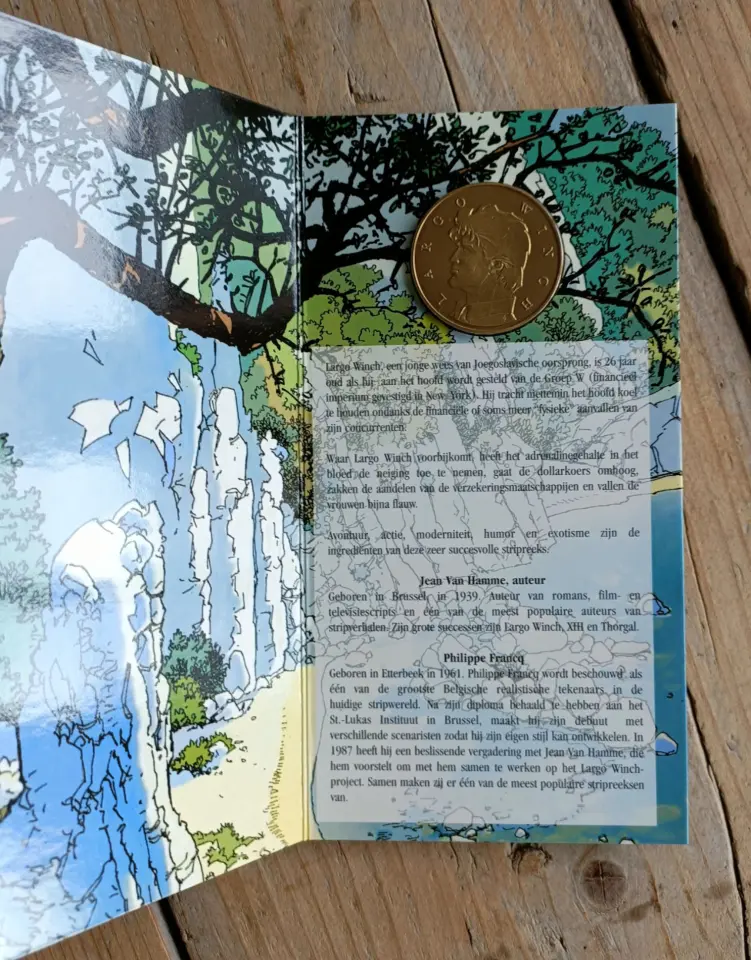 LARGO WINCH
Largo Winch, een jonge wees van Joegoslavische oorsprong, is 26 jaar
oud als hij aan het hoofd wordt gesteld van de Groep W (financieel
imperium gevestigd in New York). Hij tracht niettemin het hoofd koel
te houden ondanks de financiële of soms meer "fysieke" aanvallen van
zijn concurrenten.
Waar Largo Winch voorbijkomt, heeft het adrenalinegehalte in het
bloed de neiging toe te nemen, gaat de dollarkoers omhoog,
zakken de aandelen van de verzekeringsmaatschappijen en vallen de
vrouwen bijna flauw.
Avontuur, actie, moderniteit, humor en exotisme zijn de
ingrediënten van deze zeer succesvolle stripreeks.
Jean Van Hamme, auteur
Geboren in Brussel, in 1939. Auteur van romans, film- en
televisiescripts en één van de meest populaire auteurs van
stripverhalen. Zijn grote successen zijn Largo Winch, XIII en Thorgal.
Philippe Francq
Geboren in Etterbeek in 1961. Philippe Francq wordt beschouwd als
één van de grootste Belgische realistische tekenaars in de
huidige stripwereld. Na zijn diploma behaald te hebben aan het
St.-Lukas Instituut in Brussel, maakt hij zijn debuut met
verschillende scenaristen zodat hij zijn eigen stijl kan ontwikkelen. In
1987 heeft hij een beslissende vergadering met Jean Van Hamme, die
hem voorstelt om met hem samen te werken op het Largo Winch-
project. Samen maken zij er één van de meest populaire stripreeksen
van.